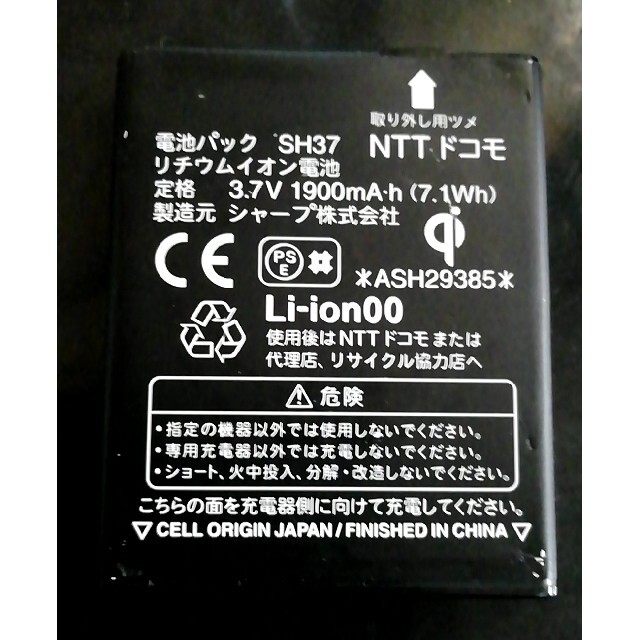 取り外し用ツメ
電池パック SH37 NTTドコモ
リチウムイオン電池
定格 3.7V 1900mA·h (7.1Wh)
製造元 シャープ株式会社
CE PSE qi
*ASH29385*
Li-ion00
使用後はNTTドコモまたは
代理店、リサイクル協力店へ
⚠危険
・指定の機器以外では使用しないでください。
・専用充電器以外では充電しないでください。
・ショート、火中投入、分解・改造しないください。
こちらの面を充電器側に向けて充電してください。
▽ CELL ORIGIN JAPAN / FINISHED IN CHINA ▽